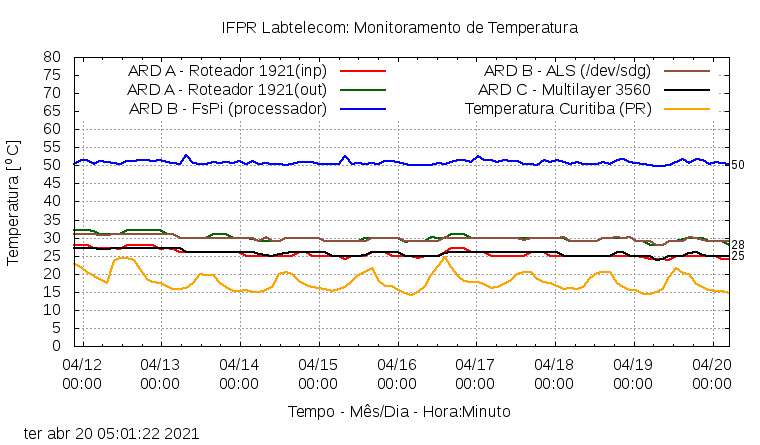 IFPR Labtelecom: Monitoramento de Temperatura
Temperatura [ ° C]
80
75
70
65
60
55
50
45
40
35
30
25
20
15
10
5
0
ARD A - Roteador 1921(inp)
ARD A - Roteador 1921(out)
ARD B - FsPi (processador)
ARD B - ALS (/dev/sdg)
ARD C - Multilayer 3560
Temperatura Curitiba (PR)
50
28
25
04/12 00:00
04/13 00:00
04/14 00:00
04/15 00:00
04/16 00:00
04/17 00:00
04/18 00:00
04/19 00:00
04/20 00:00
Tempo - Mês/Dia - Hora:Minuto
ter abr 20 05:01:22 2021